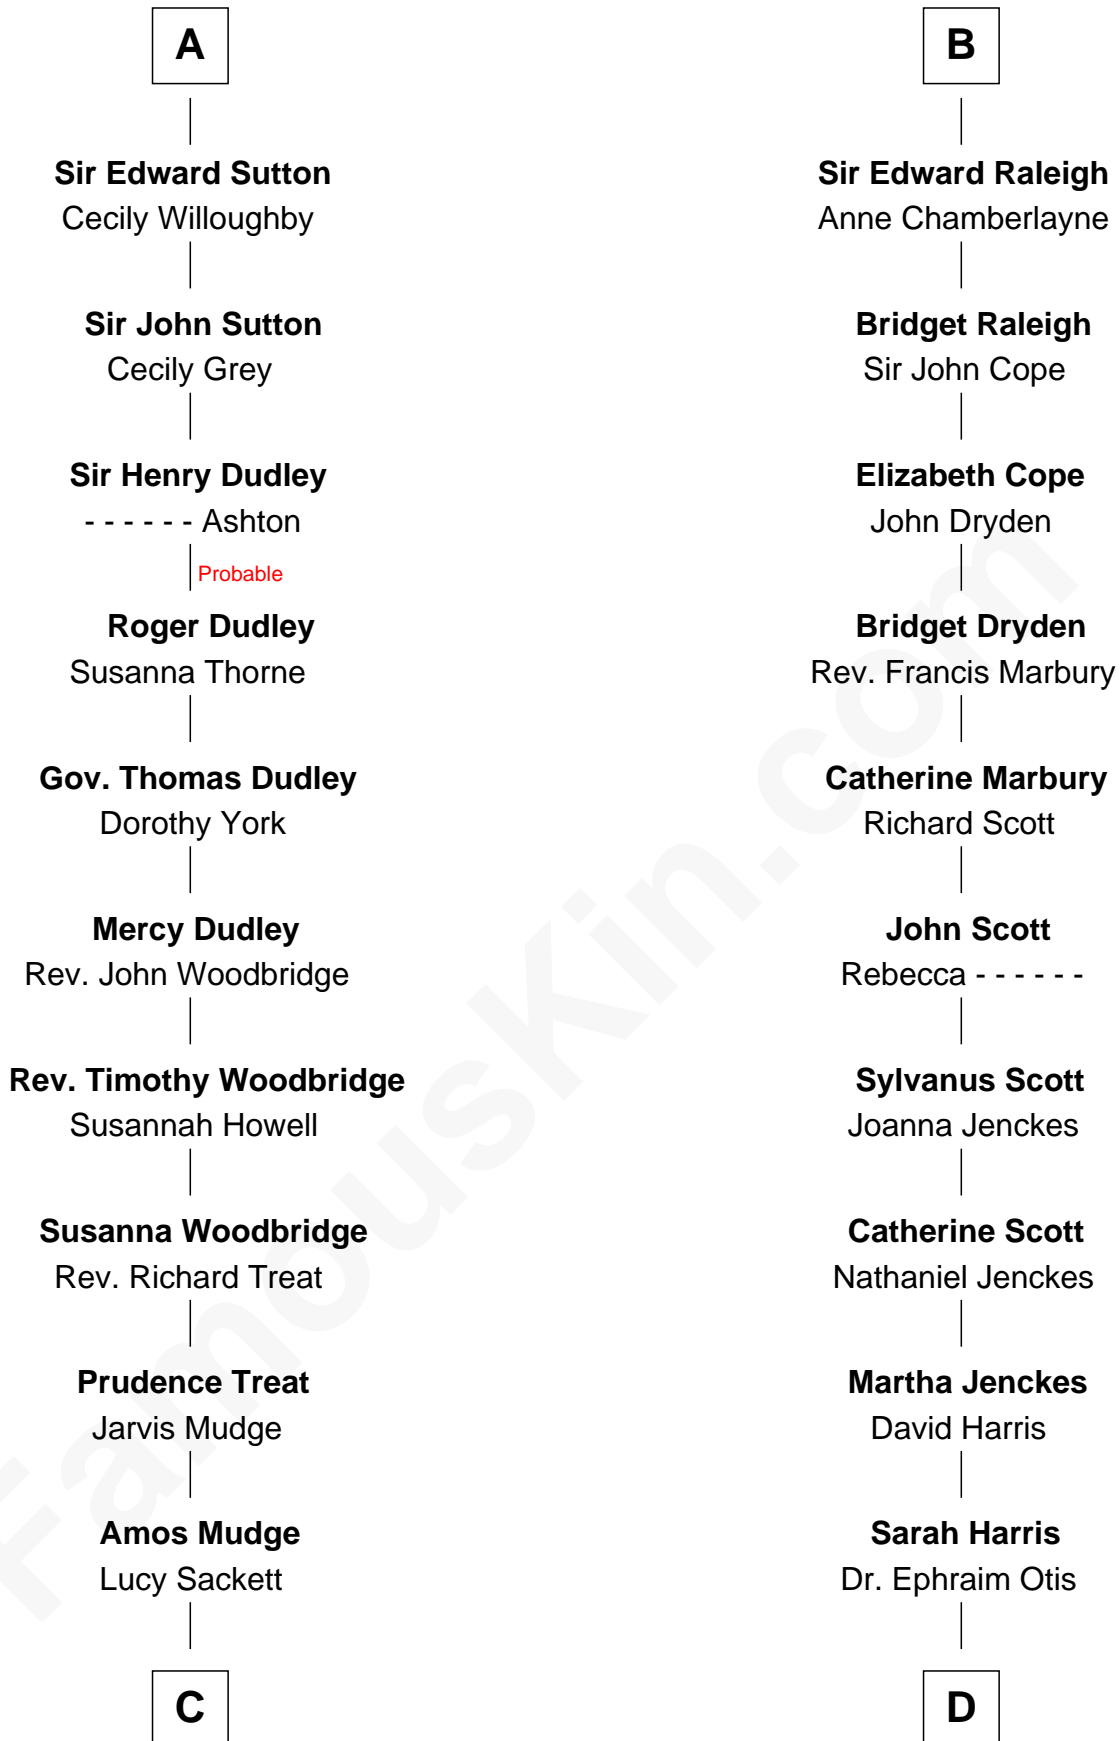 A
Sir Edward Sutton
Cecily Willoughby
Sir John Sutton
Cecily Grey
Sir Henry Dudley
- - - - - - Ashton
Probable
Roger Dudley
Susanna Thorne
Gov. Thomas Dudley
Dorothy York
Mercy Dudley
Rev. John Woodbridge
Rev. Timothy Woodbridge
Susannah Howell
Susanna Woodbridge
Rev. Richard Treat
Prudence Treat
Jarvis Mudge
Amos Mudge
Lucy Sackett
C
B
Sir Edward Raleigh
Anne Chamberlayne
Bridget Raleigh
Sir John Cope
Elizabeth Cope
John Dryden
Bridget Dryden
Rev. Francis Marbury
Catherine Marbury
Richard Scott
John Scott
Rebecca - - - - - -
Sylvanus Scott
Joanna Jenckes
Catherine Scott
Nathaniel Jenckes
Martha Jenckes
David Harris
Sarah Harris
Dr. Ephraim Otis
D
FamousKin.com